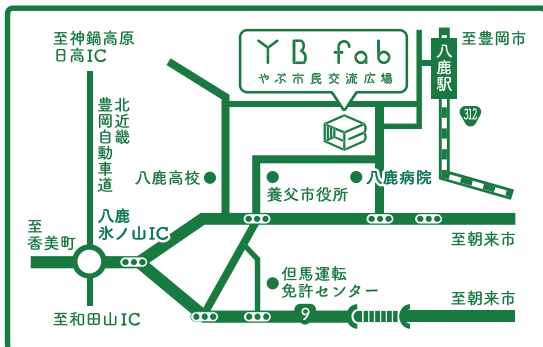 至神鍋高原
日高IC
YB fab
やぶ市民交流広場
八鹿駅
至豊岡市
312
北近畿
豊岡自動車道
八鹿高校
養父市役所
八鹿病院
八鹿
氷ノ山IC
至
香美町
至朝来市
但馬運転
免許センター
至和田山IC
9
至朝来市